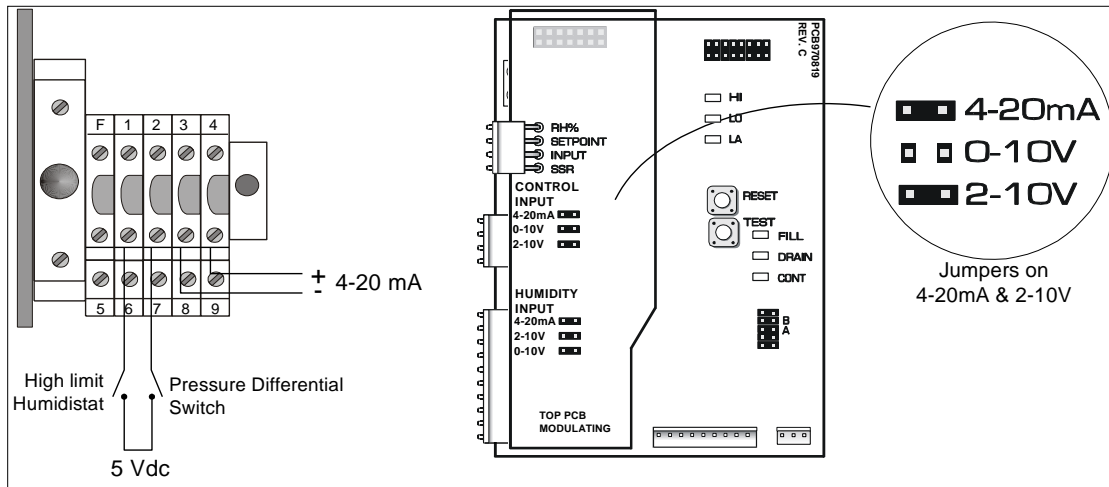 F 1 2 3 4
5 6 7 8 9
+ 4-20 mA
-
High limit
Humidistat
Pressure Differential
Switch
5 Vdc
PCB970819
REV. C
HI
LO
LA
RH%
SETPOINT
INPUT
SSR
CONTROL
INPUT
4-20mA
0-10V
2-10V
RESET
TEST
FILL
DRAIN
CONT
HUMIDITY
INPUT
4-20mA
2-10V
0-10V
B
A
TOP PCB
MODULATING
4-20mA
0-10V
2-10V
Jumpers on
4-20mA & 2-10V